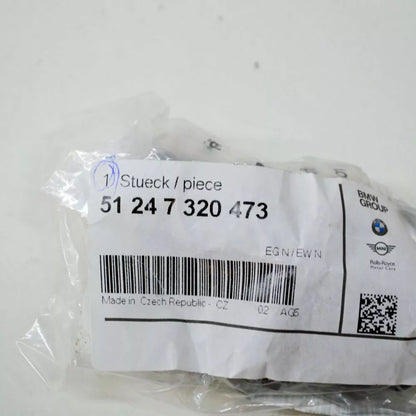 1 Stueck / piece
51 24 7 320 473
EG N / EW N
Made in Czech Republic - CZ 02 AG5
BMW
GROUP
MINI
Rolls-Royce
Motor Cars